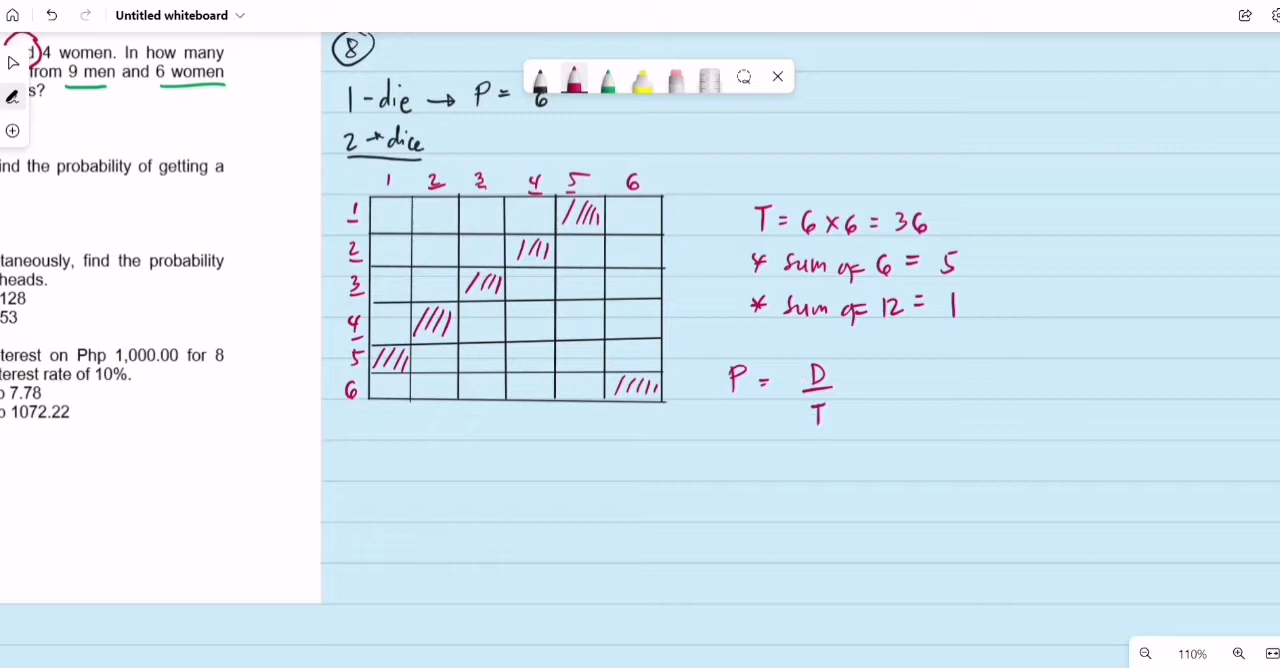 Untitled whiteboard
4 women. In how many
from 9 men and 6 women
s?
ind the probability of getting a
taneously, find the probability
heads.
128
53
terest on Php 1,000.00 for 8
terest rate of 10%.
o 7.78
o 1072.22
8
1 - die → P = 6
2 → dice
1 2 3 4 5 6
1
2
3
4
5
6
T = 6 × 6 = 36
* sum of 6 = 5
* sum of 12 = 1
P = D
T
110%